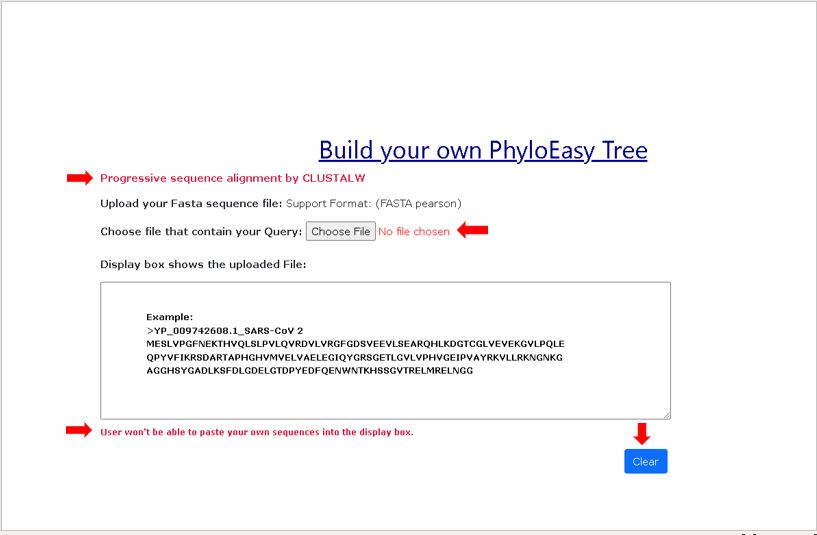 Build your own PhyloEasy Tree
Progressive sequence alignment by CLUSTALW
Upload your Fasta sequence file: Support Format: (FASTA pearson)
Choose file that contain your Query: Choose File No file chosen
Display box shows the uploaded File:
Example:
>YP_009742608.1_SARS-CoV 2
MESLVPGFNEKTHVQLSLPVLQVRDVLVRGFGDSVEEVLSEARQHLKDGTCGLVEVEKGVLPQLE
QPYVFIKRSDARTAPHGHVMVELVAELEGIQYGRSGETLGVLVPHVGEIPVAYRKVLLRKNGNKG
AGGHSYGADLKSFDLGDELGTDPYEDFQENWNTKHSSGVTRELMRELNGG
User won't be able to paste your own sequences into the display box.
Clear